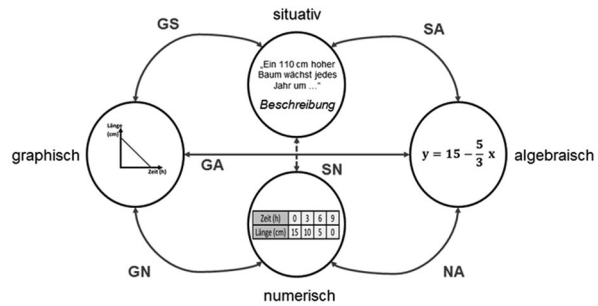 situativ
GS
SA
„Ein 110 cm hoher
Baum wächst jedes
Jahr um ...“
Beschreibung
Länge
(cm)
Zeit (h)
graphisch
y = 15 − 5/3 x
algebraisch
GA
SN
Zeit (h) 0 3 6 9
Länge (cm) 15 10 5 0
GN
NA
numerisch